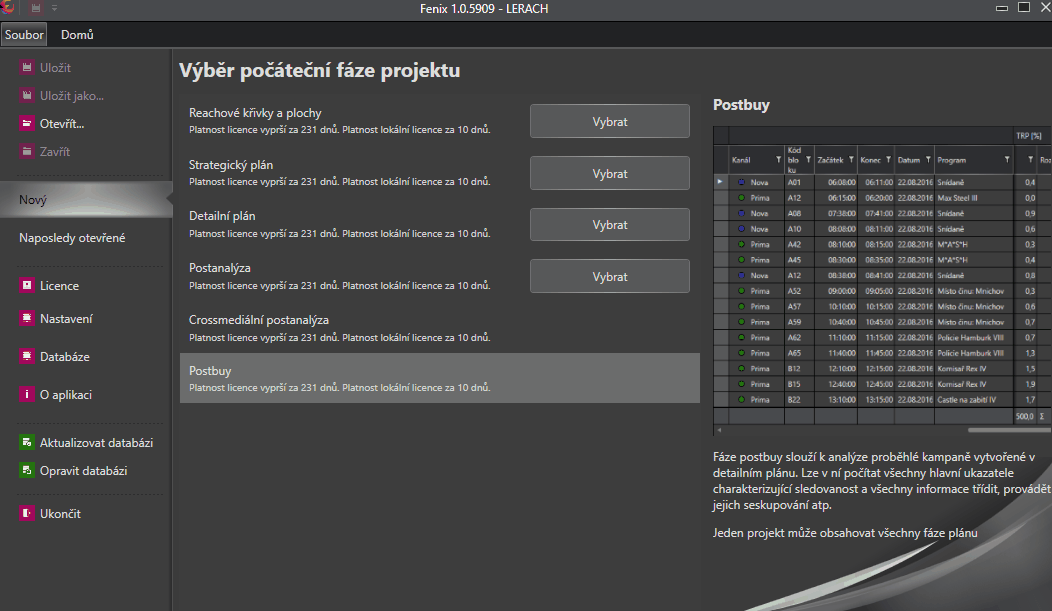 Fenix 1.0.5909 - LERACH
Soubor Domů
Uložit
Uložit jako...
Otevřít...
Zavřít
Nový
Naposledy otevřené
Licence
Nastavení
Databáze
O aplikaci
Aktualizovat databázi
Opravit databázi
Ukončit
Výběr počáteční fáze projektu
Reachové křivky a plochy
Platnost licence vyprší za 231 dnů. Platnost lokální licence za 10 dnů.
Vybrat
Strategický plán
Platnost licence vyprší za 231 dnů. Platnost lokální licence za 10 dnů.
Vybrat
Detailní plán
Platnost licence vyprší za 231 dnů. Platnost lokální licence za 10 dnů.
Vybrat
Postanalýza
Platnost licence vyprší za 231 dnů. Platnost lokální licence za 10 dnů.
Vybrat
Crossmediální postanalýza
Platnost licence vyprší za 231 dnů. Platnost lokální licence za 10 dnů.
Postbuy
Platnost licence vyprší za 231 dnů. Platnost lokální licence za 10 dnů.
Postbuy
TRP [%]
Kanál Kód bloku Začátek Konec Datum Program Ros
Nova A01 06:08:00 06:11:00 22.08.2016 Snídaně 0,4
Prima A12 06:15:00 06:20:00 22.08.2016 Max Steel III 0,0
Nova A08 07:38:00 07:41:00 22.08.2016 Snídaně 0,9
Nova A10 08:08:00 08:11:00 22.08.2016 Snídaně 0,6
Prima A42 08:10:00 08:15:00 22.08.2016 M*A*S*H 0,3
Prima A45 08:30:00 08:35:00 22.08.2016 M*A*S*H 0,4
Nova A12 08:38:00 08:41:00 22.08.2016 Snídaně 0,8
Prima A52 09:00:00 09:05:00 22.08.2016 Místo činu: Mnichov 0,3
Prima A57 10:10:00 10:15:00 22.08.2016 Místo činu: Mnichov 0,6
Prima A59 10:40:00 10:45:00 22.08.2016 Místo činu: Mnichov 0,7
Prima A62 11:10:00 11:15:00 22.08.2016 Policie Hamburk VIII 0,7
Prima A65 11:40:00 11:45:00 22.08.2016 Policie Hamburk VIII 1,3
Prima B12 12:10:00 12:15:00 22.08.2016 Komisař Rex IV 1,5
Prima B15 12:40:00 12:45:00 22.08.2016 Komisař Rex IV 1,9
Prima B22 13:10:00 13:15:00 22.08.2016 Castle na zabití IV 1,7
500,0 Σ
Fáze postbuy slouží k analýze proběhlé kampaně vytvořené v
detailním plánu. Lze v ní počítat všechny hlavní ukazatele
charakterizující sledovanost a všechny informace třídit, provádět
jejich seskupování atp.
Jeden projekt může obsahovat všechny fáze plánu